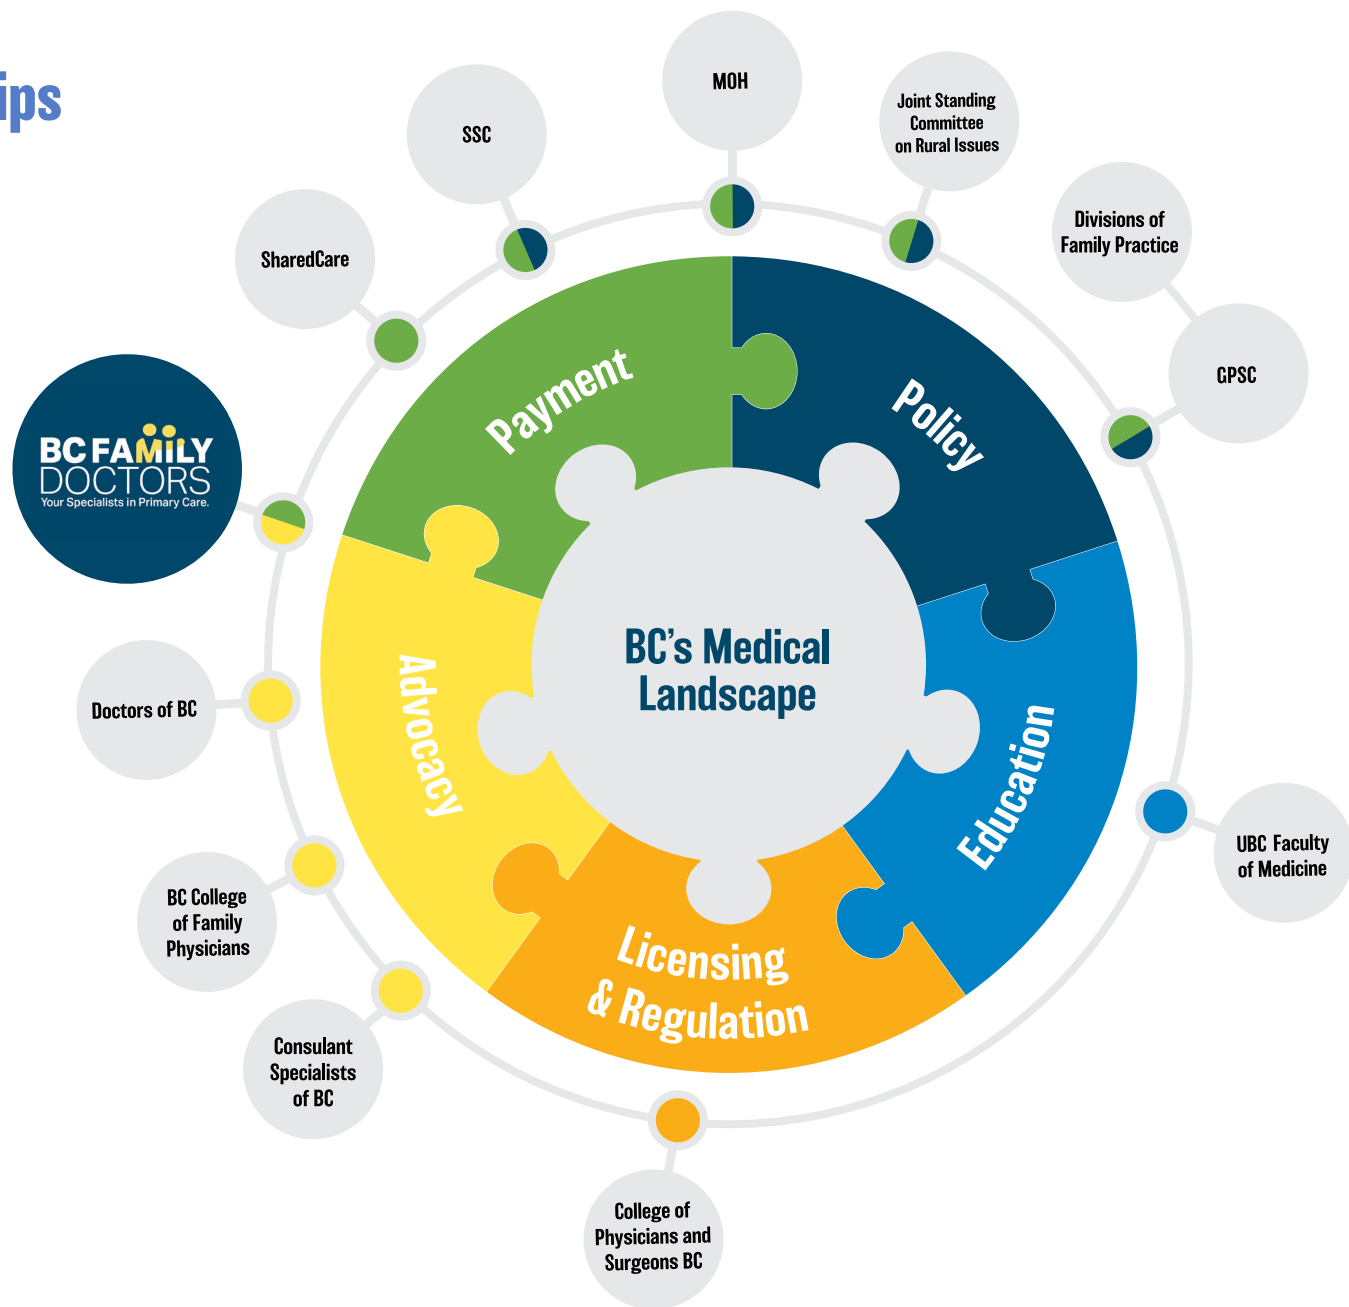 ips
MOH
SSC
Joint Standing
Committee
on Rural Issues
Divisions of
Family Practice
SharedCare
GPSC
BC FAMILY
DOCTORS
Your Specialists in Primary Care.
Payment
Policy
BC's Medical
Landscape
Advocacy
Education
Licensing
& Regulation
Doctors of BC
UBC Faculty
of Medicine
BC College
of Family
Physicians
Consulant
Specialists
of BC
College of
Physicians and
Surgeons BC